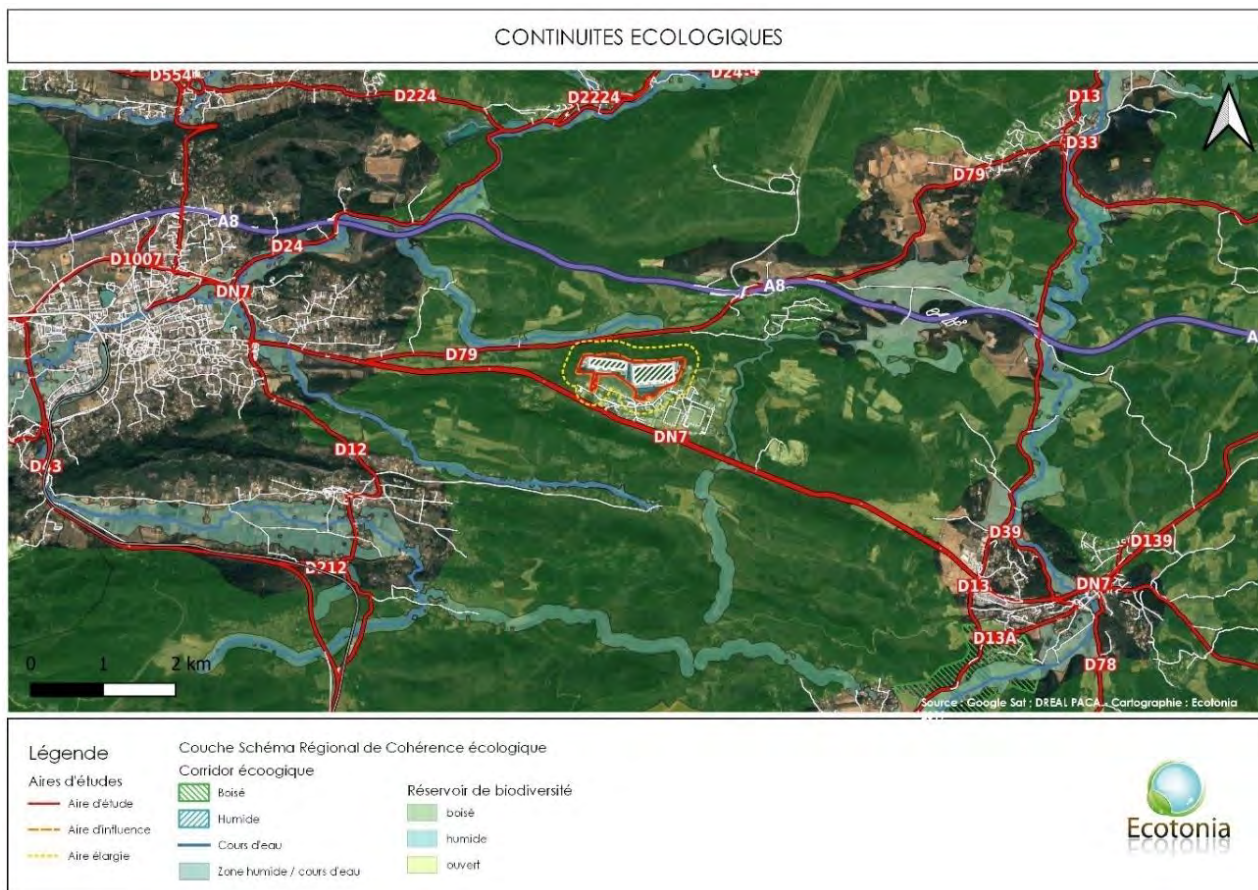 CONTINUITES ECOLOGIQUES
D554
D224
D2224
D13
D33
D79
A8
D24
D1007
DN7
A8
D79
DN7
D12
D43
D39
D139
D212
D13
DN7
D13A
D78
0 1 2 km
Source : Google Sat ; DREAL PACA - Cartographie : Ecotonia
Légende
Aires d'études
Aire d'étude
Aire d'influence
Aire élargie
Couche Schéma Régional de Cohérence écologique
Corridor écoogique
Boisé
Humide
Cours d'eau
Zone humide / cours d'eau
Réservoir de biodiversité
boisé
humide
ouvert
Ecotonia